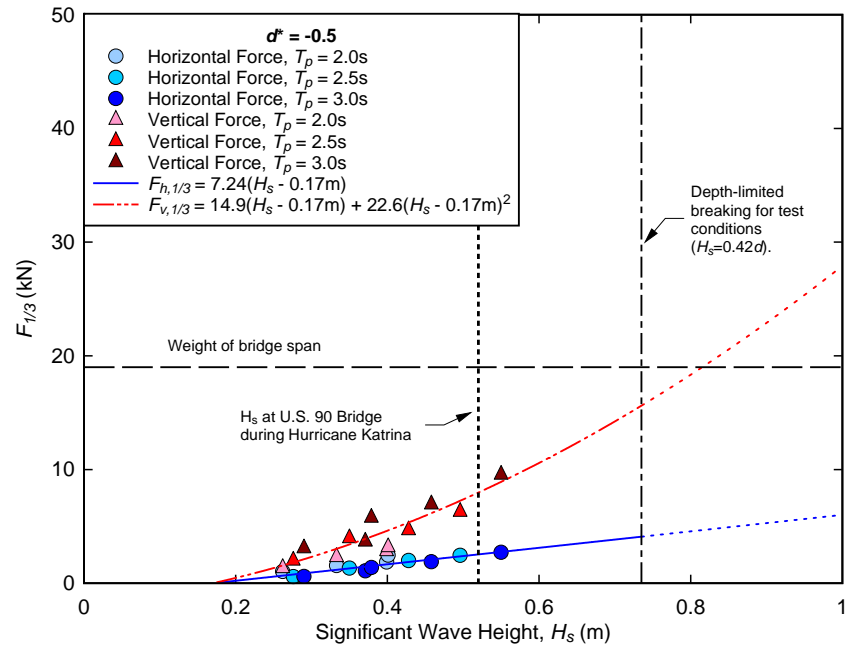 50
40
30
20
10
0
F1/3 (kN)
d* = -0.5
Horizontal Force, Tp = 2.0s
Horizontal Force, Tp = 2.5s
Horizontal Force, Tp = 3.0s
Vertical Force, Tp = 2.0s
Vertical Force, Tp = 2.5s
Vertical Force, Tp = 3.0s
Fh,1/3 = 7.24(Hs - 0.17m)
Fv,1/3 = 14.9(Hs - 0.17m) + 22.6(Hs - 0.17m)2
Depth-limited
breaking for test
conditions
(Hs=0.42d).
Weight of bridge span
Hs at U.S. 90 Bridge
during Hurricane Katrina
0 0.2 0.4 0.6 0.8 1
Significant Wave Height, Hs (m)